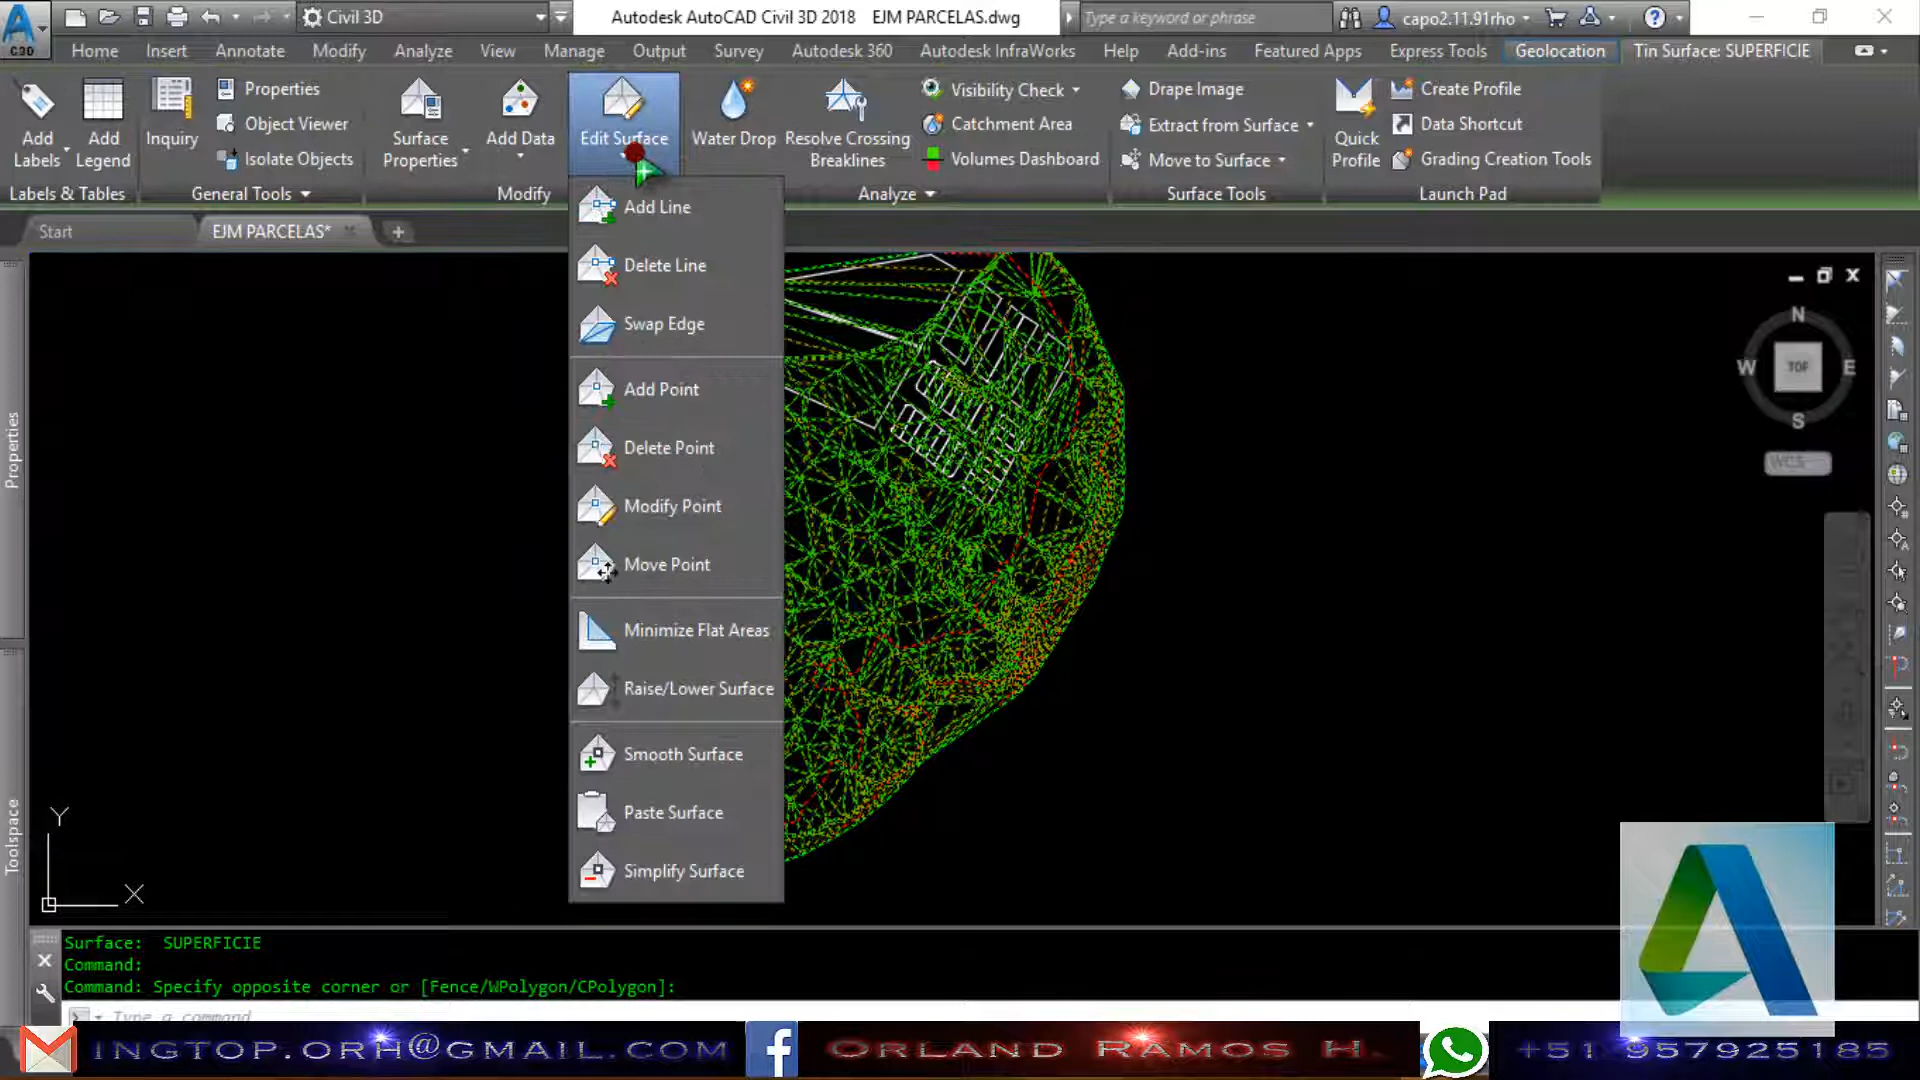 Civil 3D
Autodesk AutoCAD Civil 3D 2018 EJM PARCELAS.dwg
Type a keyword or phrase
capo2.11.91rho
C3D
Home Insert Annotate Modify Analyze View Manage Output Survey Autodesk 360 Autodesk InfraWorks Help Add-ins Featured Apps Express Tools Geolocation Tin Surface: SUPERFICIE
Add Labels
Add Legend
Inquiry
Properties
Object Viewer
Isolate Objects
Surface Properties
Add Data
Edit Surface
Water Drop
Resolve Crossing Breaklines
Visibility Check
Catchment Area
Volumes Dashboard
Drape Image
Extract from Surface
Move to Surface
Quick Profile
Create Profile
Data Shortcut
Grading Creation Tools
Labels & Tables General Tools Modify Analyze Surface Tools Launch Pad
Start EJM PARCELAS*
Add Line
Delete Line
Swap Edge
Add Point
Delete Point
Modify Point
Move Point
Minimize Flat Areas
Raise/Lower Surface
Smooth Surface
Paste Surface
Simplify Surface
Properties
Toolspace
N
W TOP E
S
WCS
Y
X
Surface: SUPERFICIE
Command:
Command: Specify opposite corner or [Fence/WPolygon/CPolygon]:
Type a command
INGTOP.ORH@GMAIL.COM ORLAND RAMOS H. +51 957925185